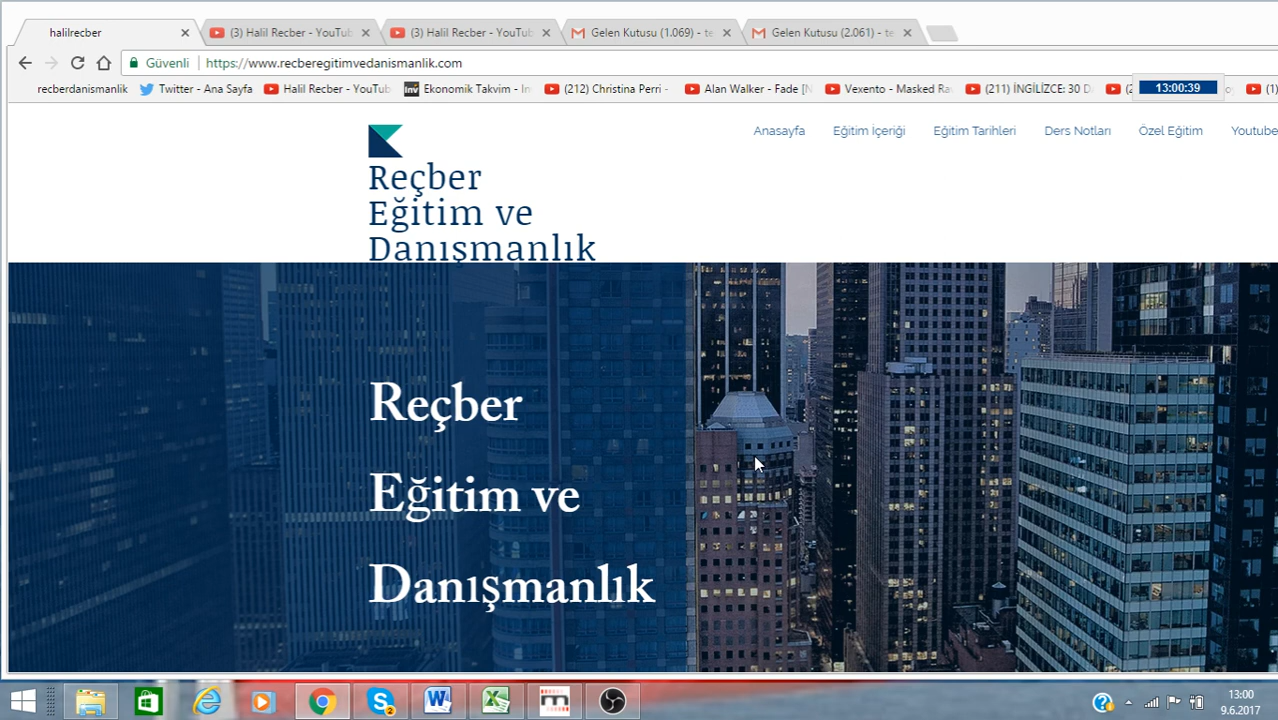 halilrecber
(3) Halil Recber - YouTub
(3) Halil Recber - YouTub
Gelen Kutusu (1.069) - te
Gelen Kutusu (2.061) - te
Güvenli
https://www.recberegitimvedanismanlik.com
recberdanismanlik
Twitter - Ana Sayfa
Halil Recber - YouTub
Ekonomik Takvim - In
(212) Christina Perri -
Alan Walker - Fade [N
Vexento - Masked Ra
(211) İNGİLİZCE: 30 D
13:00:39
Anasayfa
Eğitim İçeriği
Eğitim Tarihleri
Ders Notları
Özel Eğitim
Youtube
Reçber
Eğitim ve
Danışmanlık
Reçber
Eğitim ve
Danışmanlık
13:00
9.6.2017